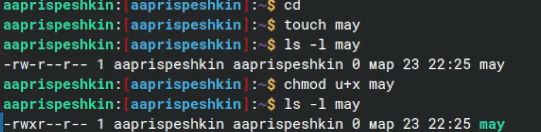 aaprispeshkin:[aaprispeshkin]:~$ cd
aaprispeshkin:[aaprispeshkin]:~$ touch may
aaprispeshkin:[aaprispeshkin]:~$ ls -l may
-rw-r--r-- 1 aaprispeshkin aaprispeshkin 0 мар 23 22:25 may
aaprispeshkin:[aaprispeshkin]:~$ chmod u+x may
aaprispeshkin:[aaprispeshkin]:~$ ls -l may
-rwxr--r-- 1 aaprispeshkin aaprispeshkin 0 мар 23 22:25 may